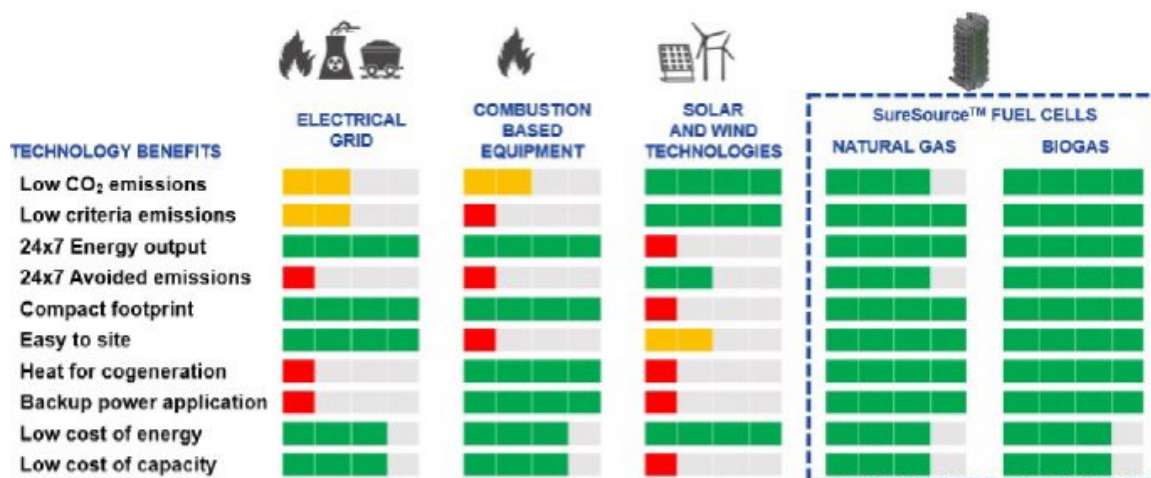 ELECTRICAL
GRID
COMBUSTION
BASED
EQUIPMENT
SOLAR
AND WIND
TECHNOLOGIES
SureSource™ FUEL CELLS
NATURAL GAS
BIOGAS
TECHNOLOGY BENEFITS
Low CO₂ emissions
Low criteria emissions
24x7 Energy output
24x7 Avoided emissions
Compact footprint
Easy to site
Heat for cogeneration
Backup power application
Low cost of energy
Low cost of capacity